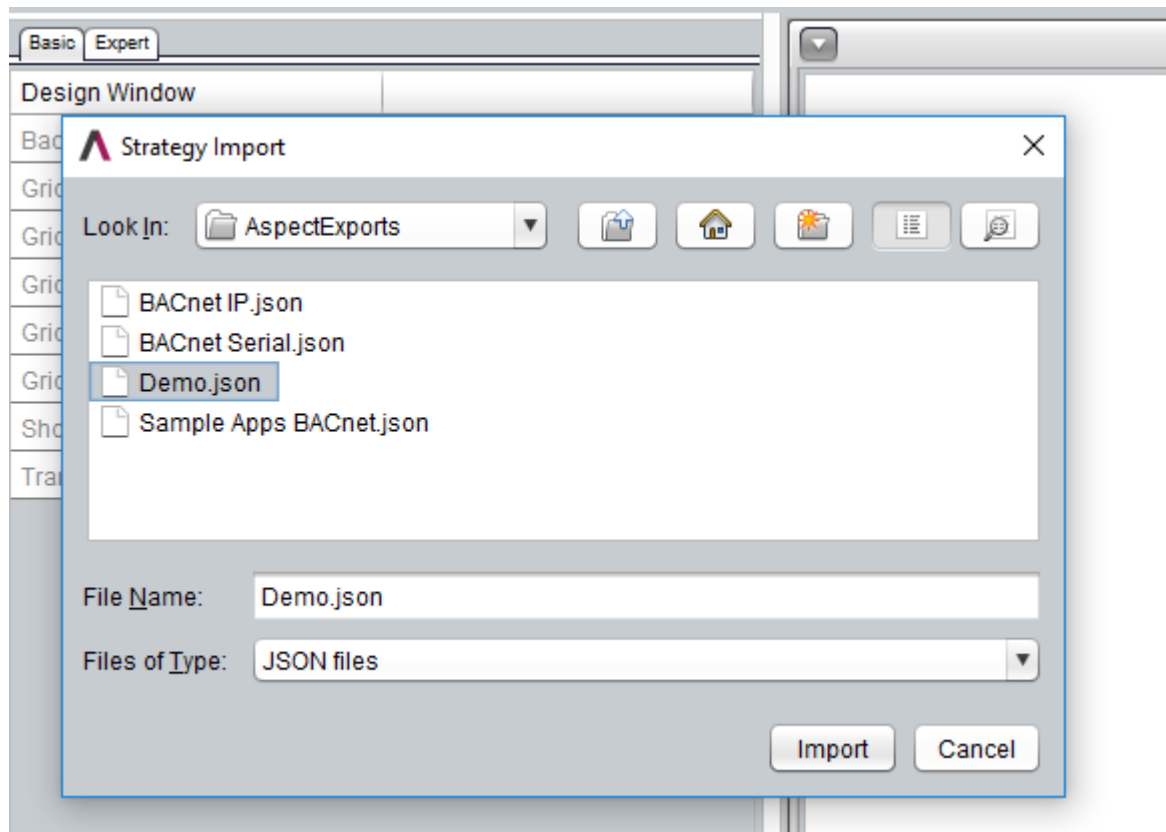 Basic Expert
Design Window
Strategy Import
Look In: AspectExports
BACnet IP.json
BACnet Serial.json
Demo.json
Sample Apps BACnet.json
File Name: Demo.json
Files of Type: JSON files
Import Cancel